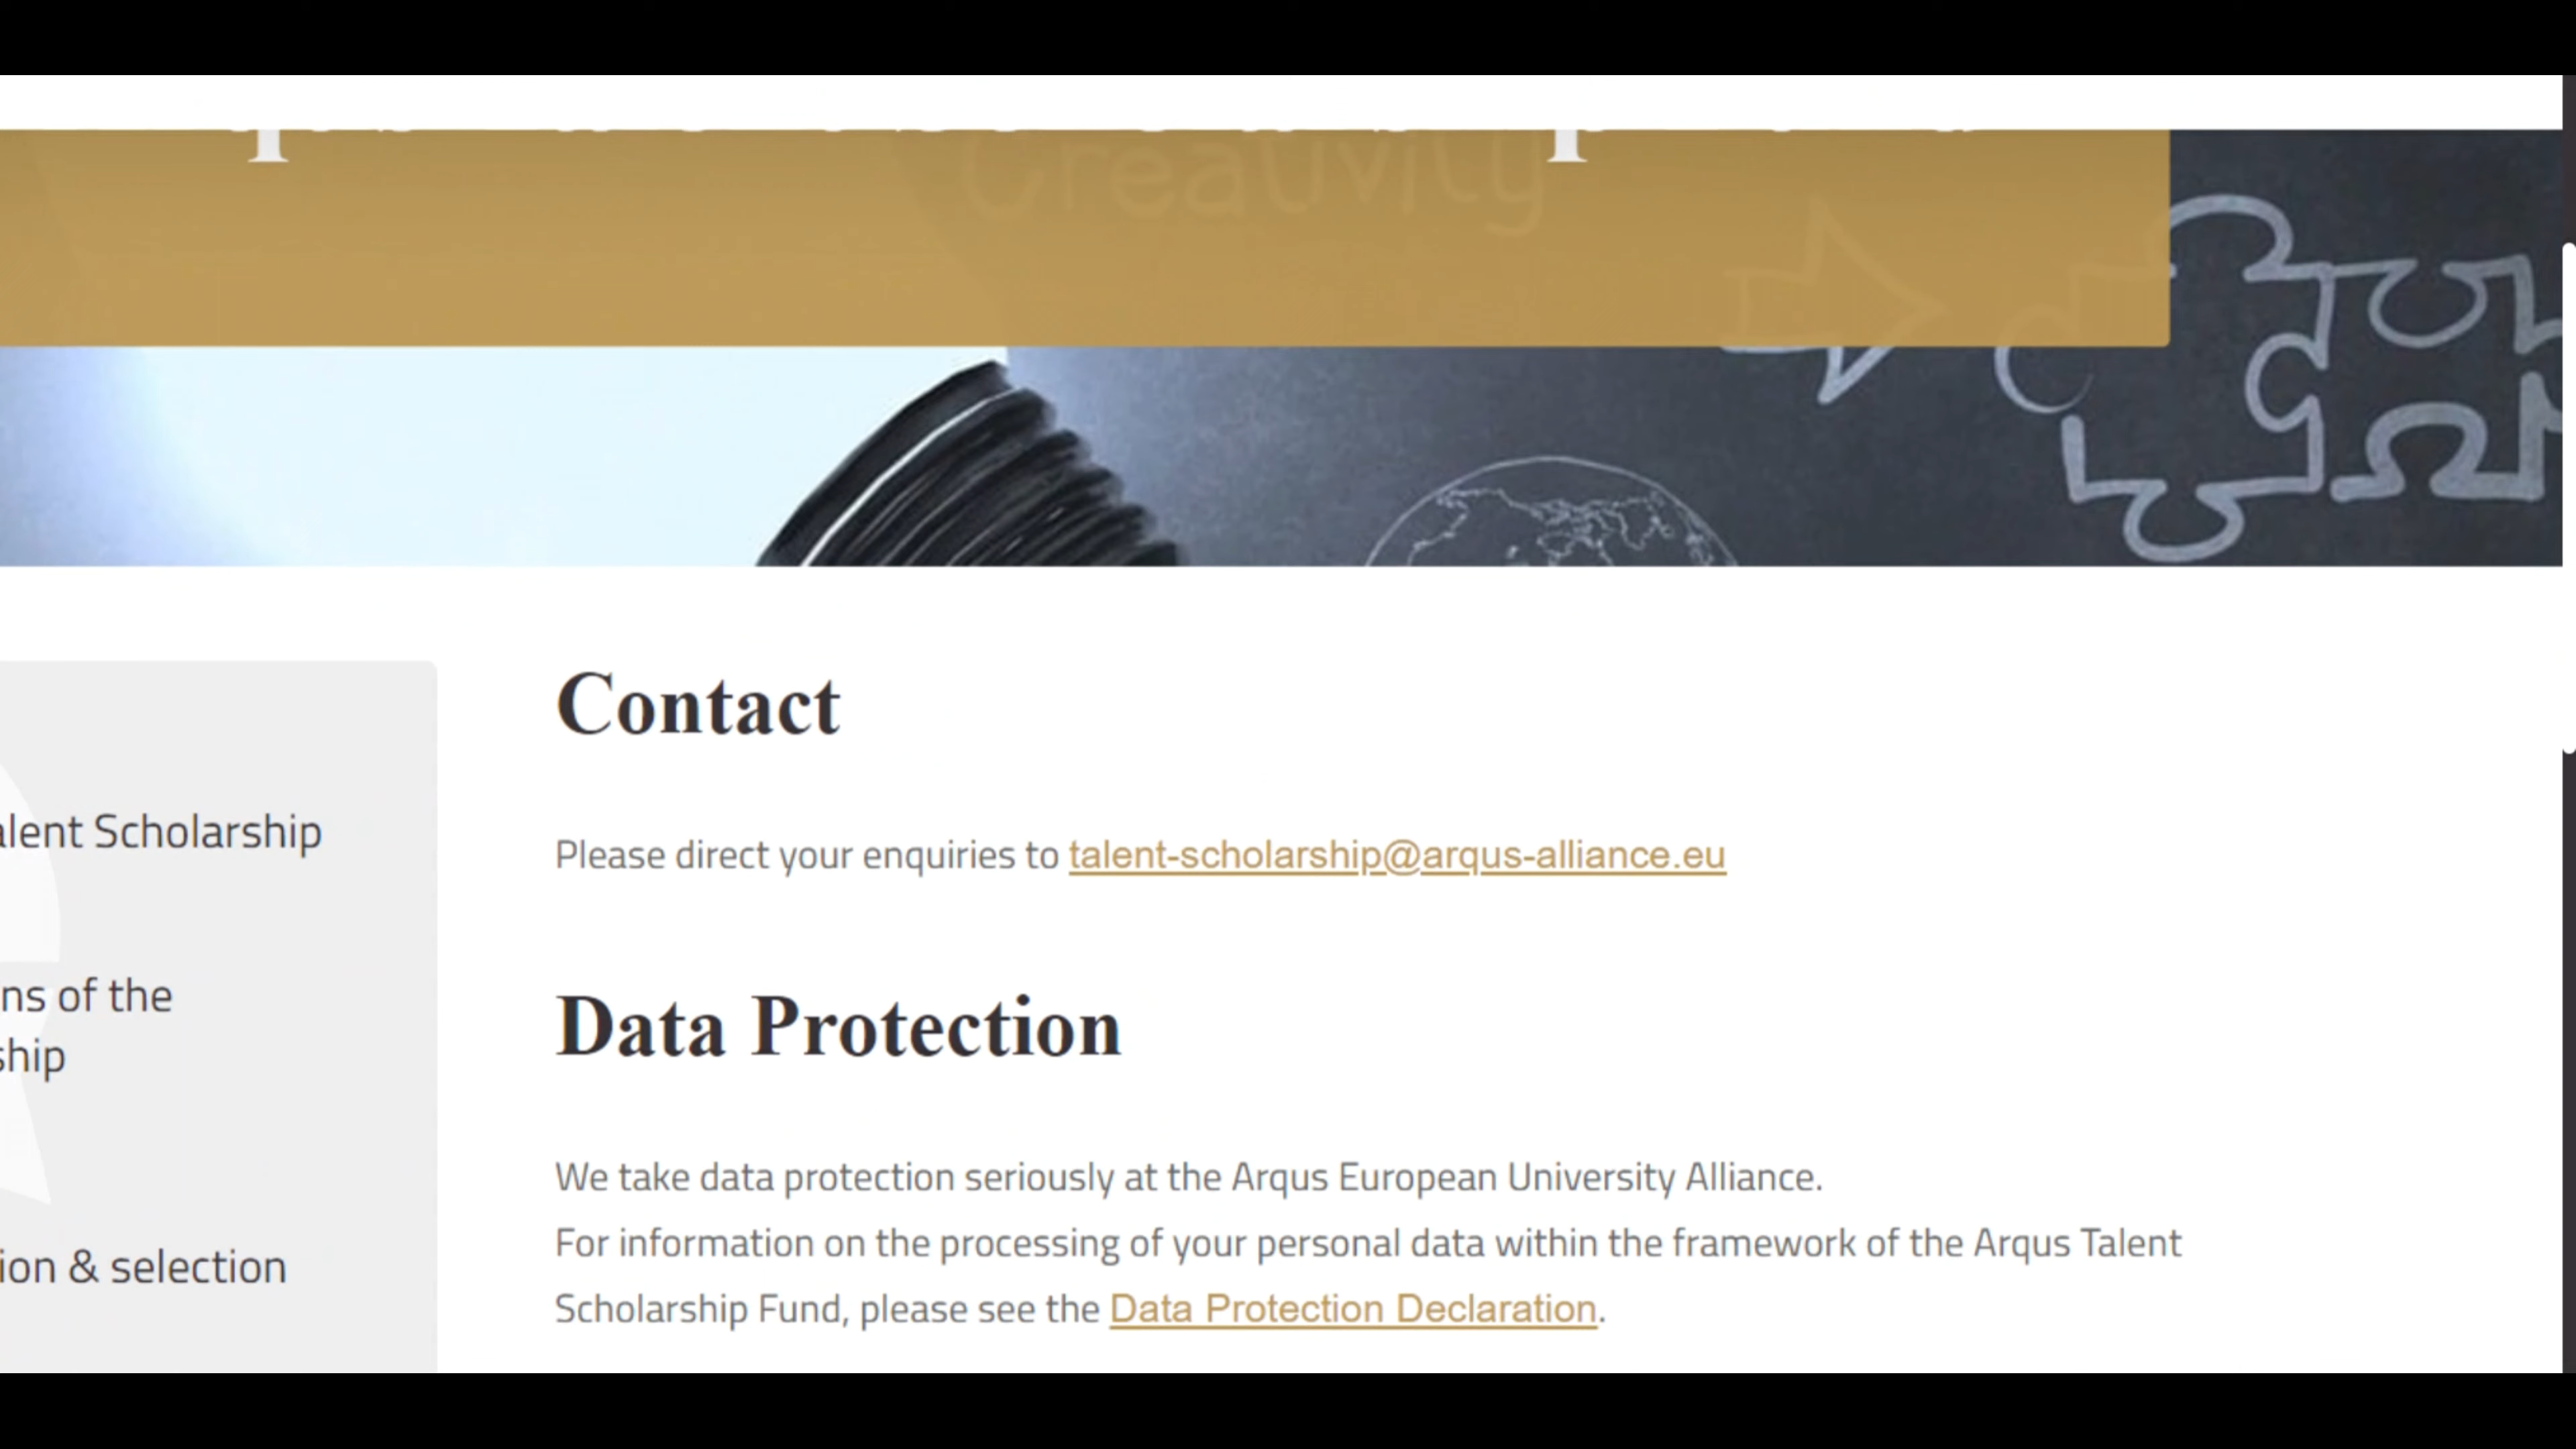 Creativity
Contact
Please direct your enquiries to talent-scholarship@arqus-alliance.eu
Data Protection
We take data protection seriously at the Arqus European University Alliance.
For information on the processing of your personal data within the framework of the Arqus Talent
Scholarship Fund, please see the Data Protection Declaration.
alent Scholarship
ns of the
ship
ion & selection